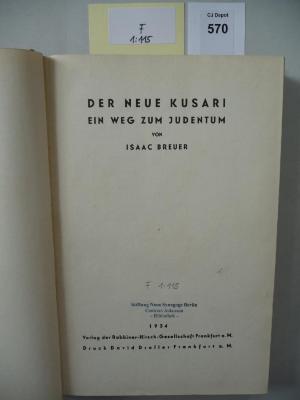 F
1:115
CJ Depot
570
DER NEUE KUSARI
EIN WEG ZUM JUDENTUM
VON
ISAAC BREUER
F 1:115
Stiftung Neue Synagoge Berlin
Centrum Judaicum
- Bibliothek -
1934
Verlag der Rabbiner-Hirsch-Gesellschaft Frankfurt a. M.
Druck David Droller Frankfurt a. M.